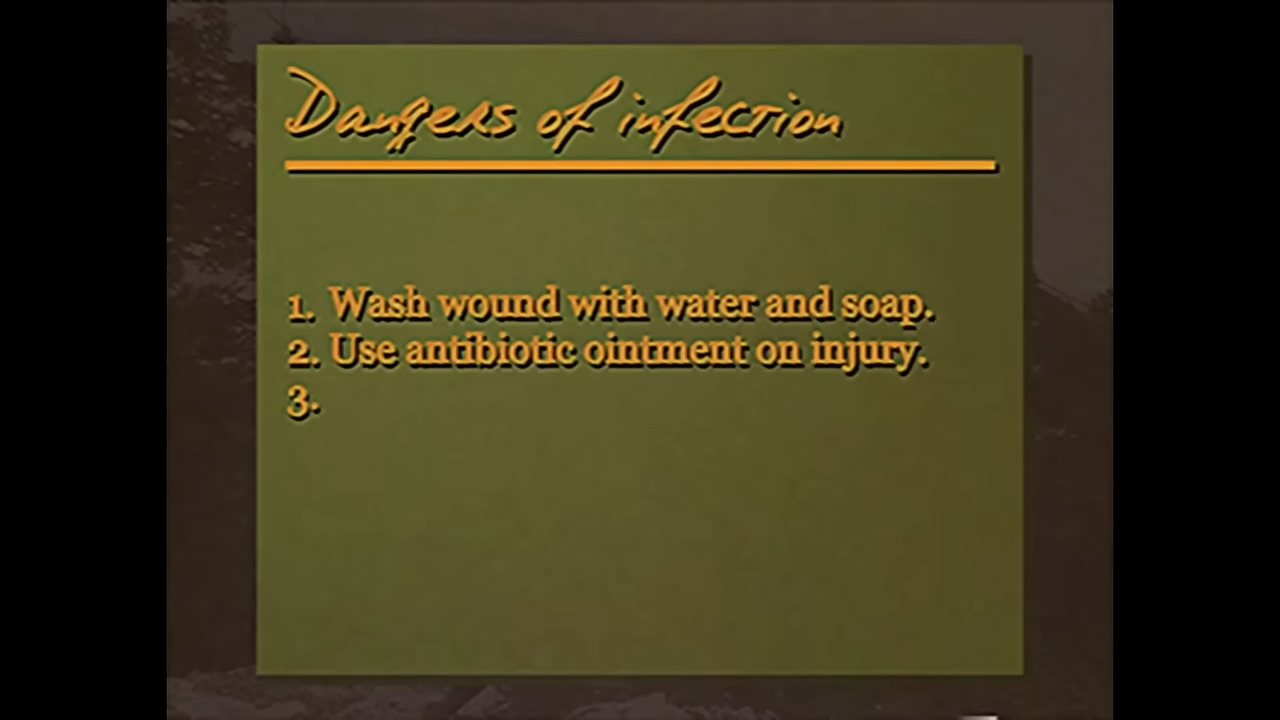 Dangers of infection
1. Wash wound with water and soap.
2. Use antibiotic ointment on injury.
3.